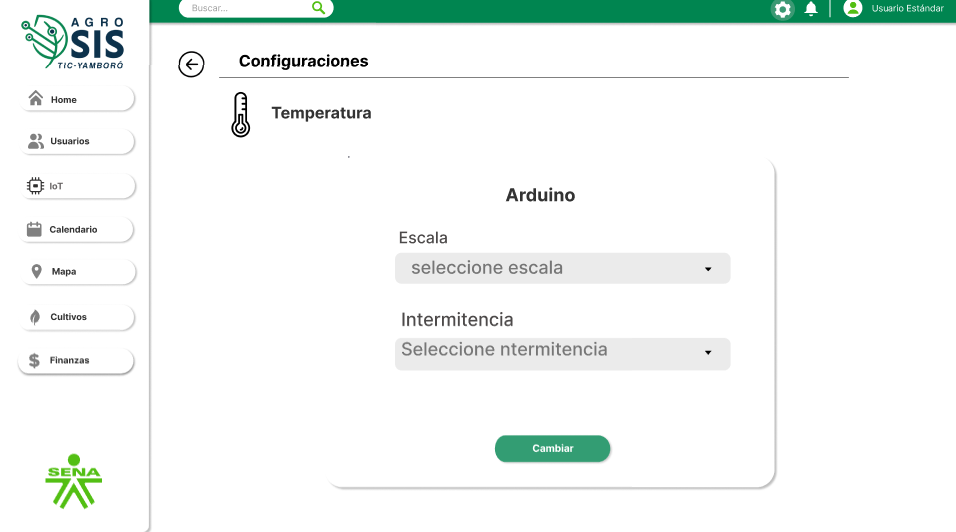 AGRO
SIS
TIC-YAMBORÓ
Buscar...
Usuario Estándar
Home
Usuarios
IoT
Calendario
Mapa
Cultivos
Finanzas
SENA
Configuraciones
Temperatura
Arduino
Escala
seleccione escala
Intermitencia
Seleccione ntermitencia
Cambiar